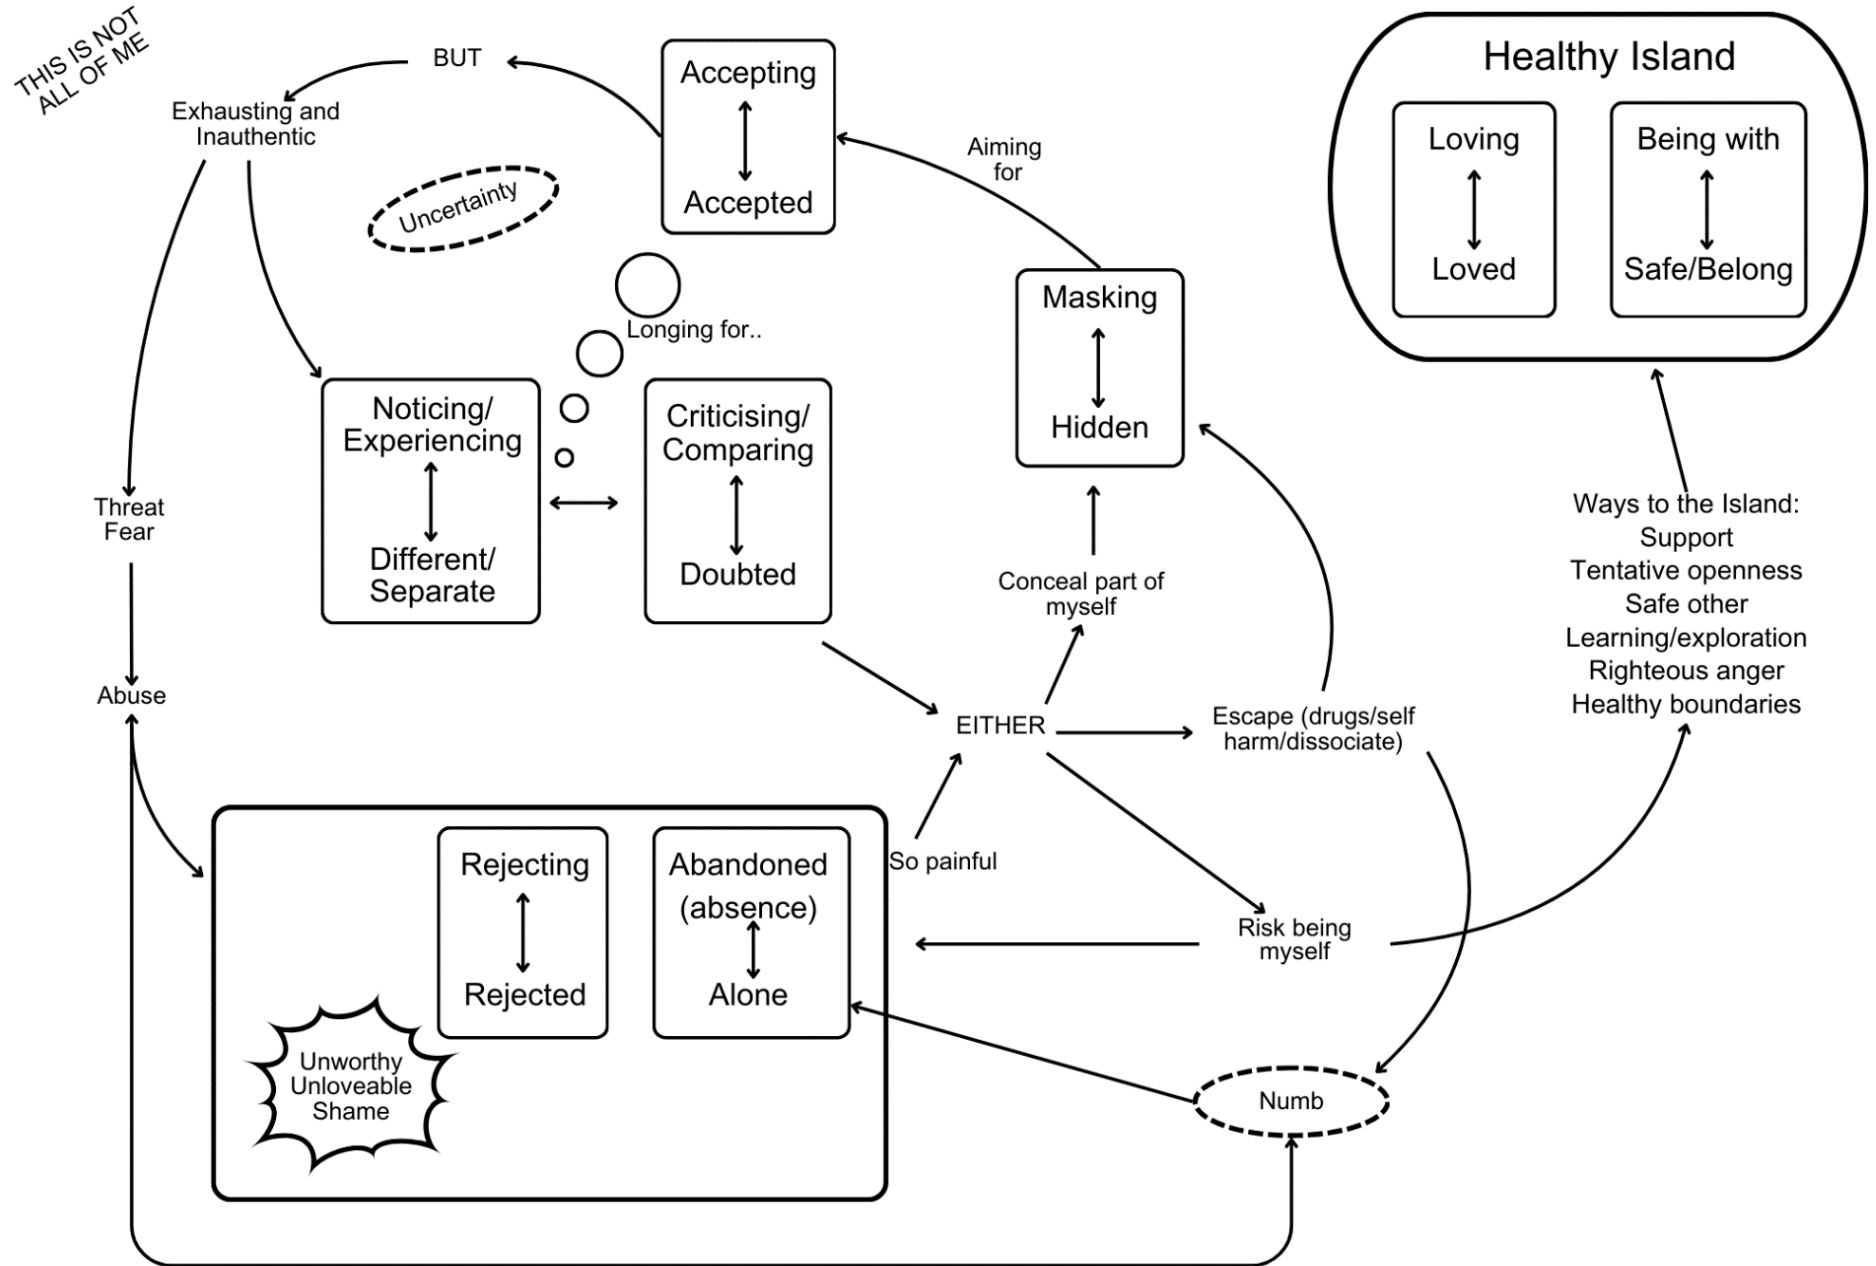 THIS IS NOT
ALL OF ME
BUT
Exhausting and
Inauthentic
Uncertainty
Accepting
Accepted
Aiming
for
Healthy Island
Loving
Loved
Being with
Safe/Belong
Longing for..
Masking
Hidden
Noticing/
Experiencing
Different/
Separate
Criticising/
Comparing
Doubted
Threat
Fear
Conceal part of
myself
Ways to the Island:
Support
Tentative openness
Safe other
Learning/exploration
Righteous anger
Healthy boundaries
Abuse
EITHER
Escape (drugs/self
harm/dissociate)
So painful
Risk being
myself
Rejecting
Rejected
Abandoned
(absence)
Alone
Unworthy
Unloveable
Shame
Numb